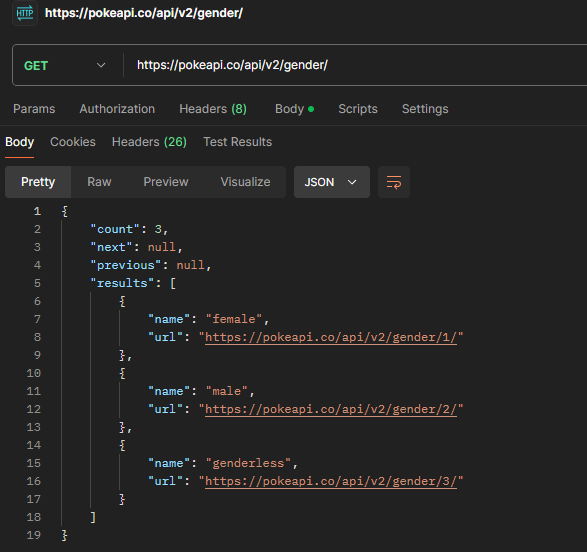 HTTP https://pokeapi.co/api/v2/gender/
GET https://pokeapi.co/api/v2/gender/
Params Authorization Headers (8) Body Scripts Settings
Body Cookies Headers (26) Test Results
Pretty Raw Preview Visualize JSON
1 {
2 "count": 3,
3 "next": null,
4 "previous": null,
5 "results": [
6 {
7 "name": "female",
8 "url": "https://pokeapi.co/api/v2/gender/1/"
9 },
10 {
11 "name": "male",
12 "url": "https://pokeapi.co/api/v2/gender/2/"
13 },
14 {
15 "name": "genderless",
16 "url": "https://pokeapi.co/api/v2/gender/3/"
17 }
18 ]
19 }